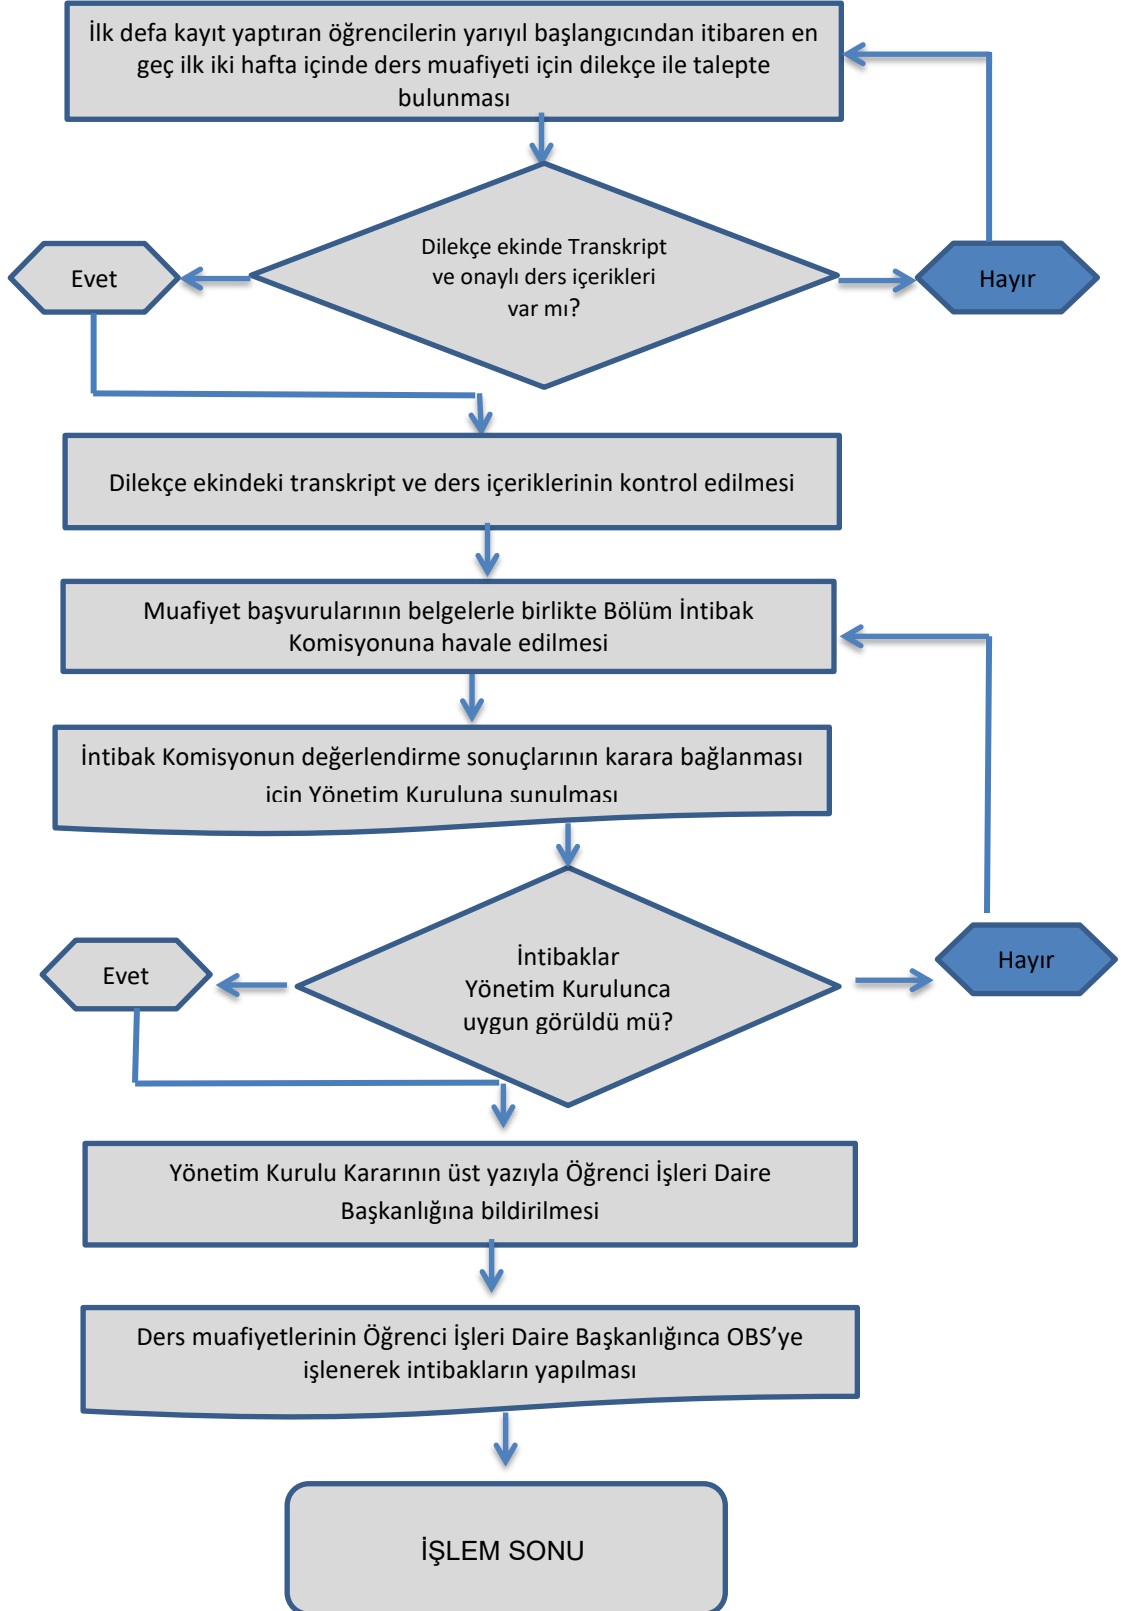 İlk defa kayıt yaptıran öğrencilerin yarıyıl başlangıcından itibaren en
geç ilk iki hafta içinde ders muafiyeti için dilekçe ile talepte
bulunması
Dilekçe ekinde Transkript
ve onaylı ders içerikleri
var mı?
Evet
Hayır
Dilekçe ekindeki transkript ve ders içeriklerinin kontrol edilmesi
Muafiyet başvurularının belgelerle birlikte Bölüm İntibak
Komisyonuna havale edilmesi
İntibak Komisyonun değerlendirme sonuçlarının karara bağlanması
için Yönetim Kuruluna sunulması
İntibaklar
Yönetim Kurulunca
uygun görüldü mü?
Evet
Hayır
Yönetim Kurulu Kararının üst yazıyla Öğrenci İşleri Daire
Başkanlığına bildirilmesi
Ders muafiyetlerinin Öğrenci İşleri Daire Başkanlığınca OBS’ye
işlenerek intibakların yapılması
İŞLEM SONU